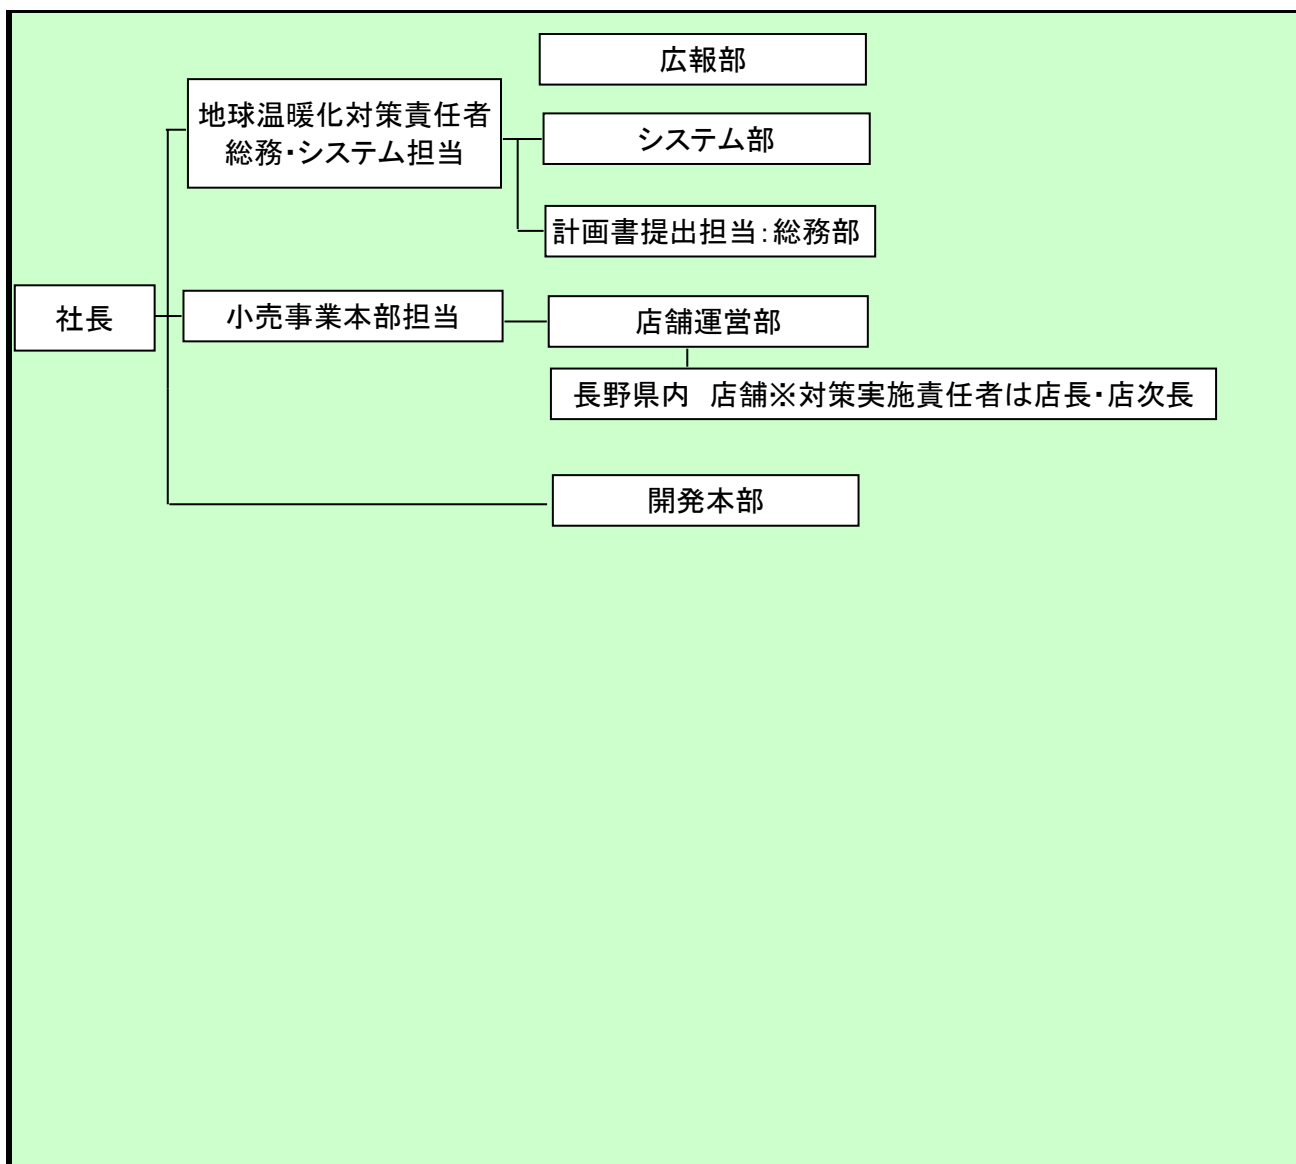 広報部
地球温暖化対策責任者
総務・システム担当
システム部
計画書提出担当：総務部
社長
小売事業本部担当
店舗運営部
長野県内　店舗※対策実施責任者は店長・店次長
開発本部